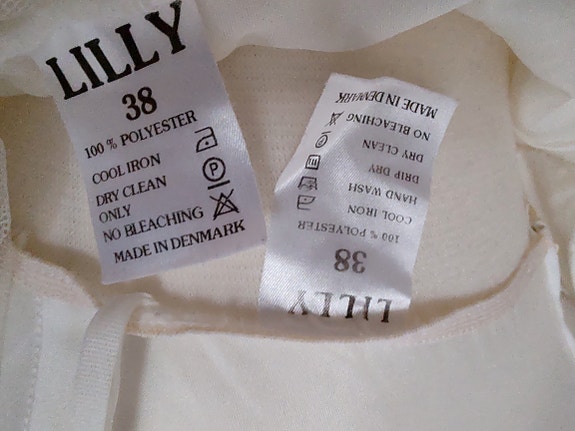 LILLY
38
100 % POLYESTER
COOL IRON
DRY CLEAN
ONLY
NO BLEACHING
MADE IN DENMARK
LILLY
38
100 % POLYESTER
COOL IRON
HAND WASH
DRIP DRY
DRY CLEAN
NO BLEACHING
MADE IN DENMARK